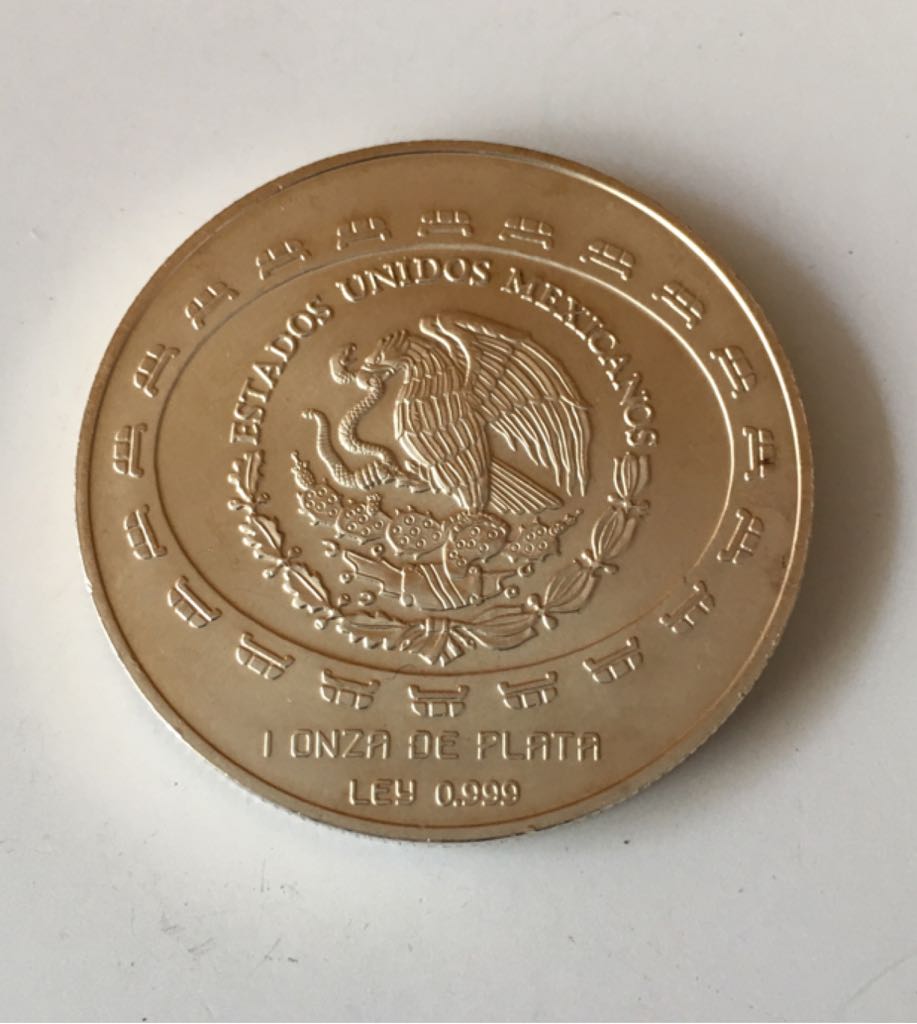 ESTADOS UNIDOS MEXICANOS
1 ONZA DE PLATA
LEY 0.999